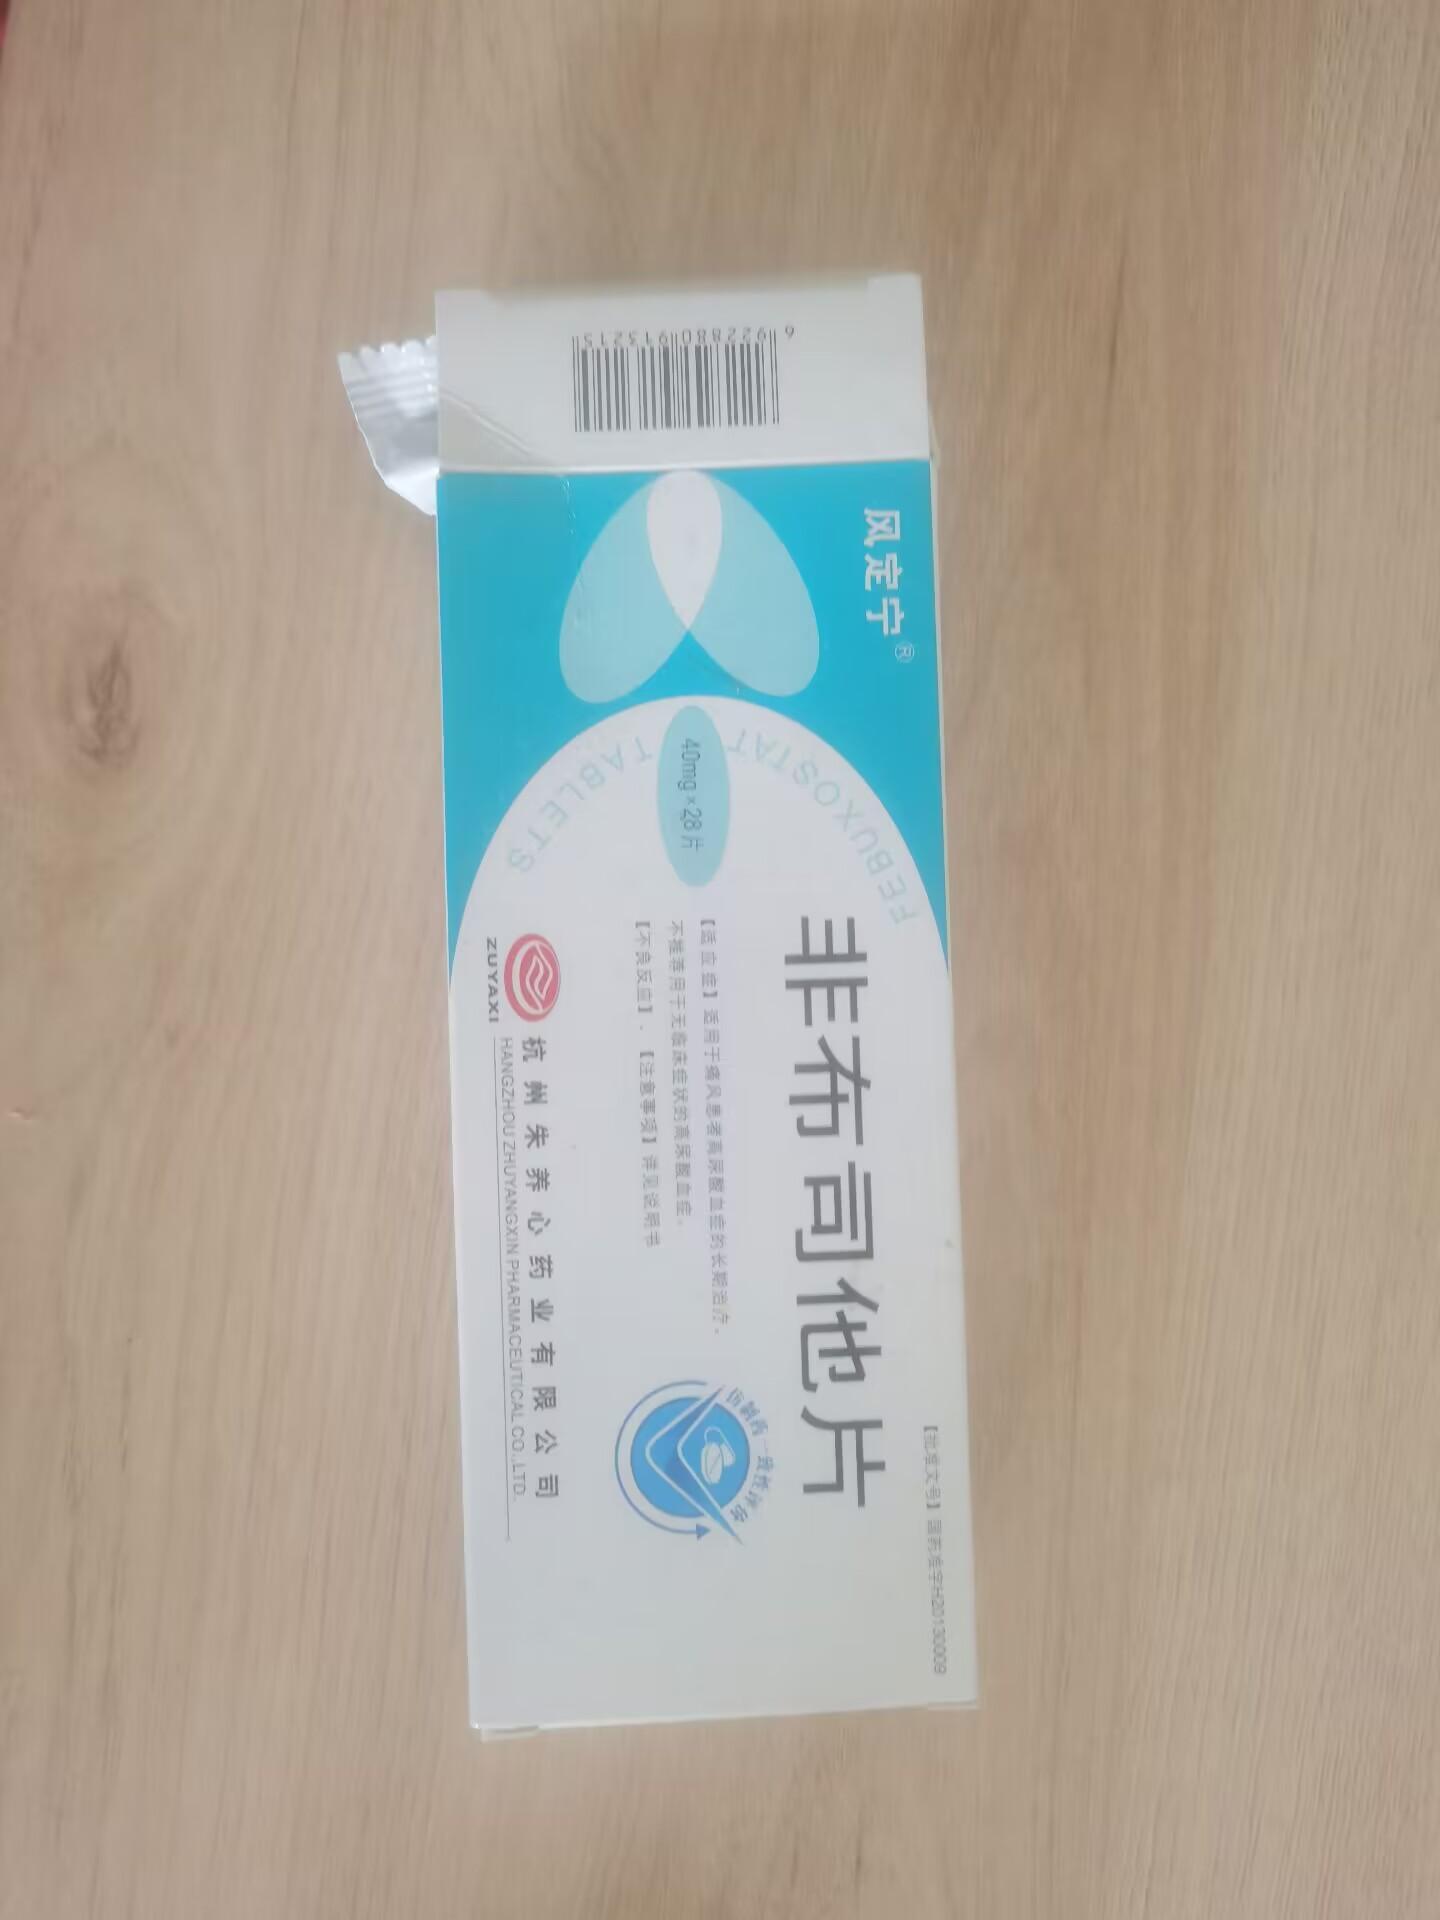 【批准文号】国药准字H20130009
风定宁®
FEBUXOSTAT TABLETS
非布司他片
40mg×28片
【适应症】适用于痛风患者高尿酸血症的长期治疗。
不推荐用于无临床症状的高尿酸血症。
【不良反应】、【注意事项】详见说明书
仿制药一致性评价
ZUYAXI
杭州朱养心药业有限公司
HANGZHOU ZHUYANGXIN PHARMACEUTICAL CO.,LTD.
6 922880 913215